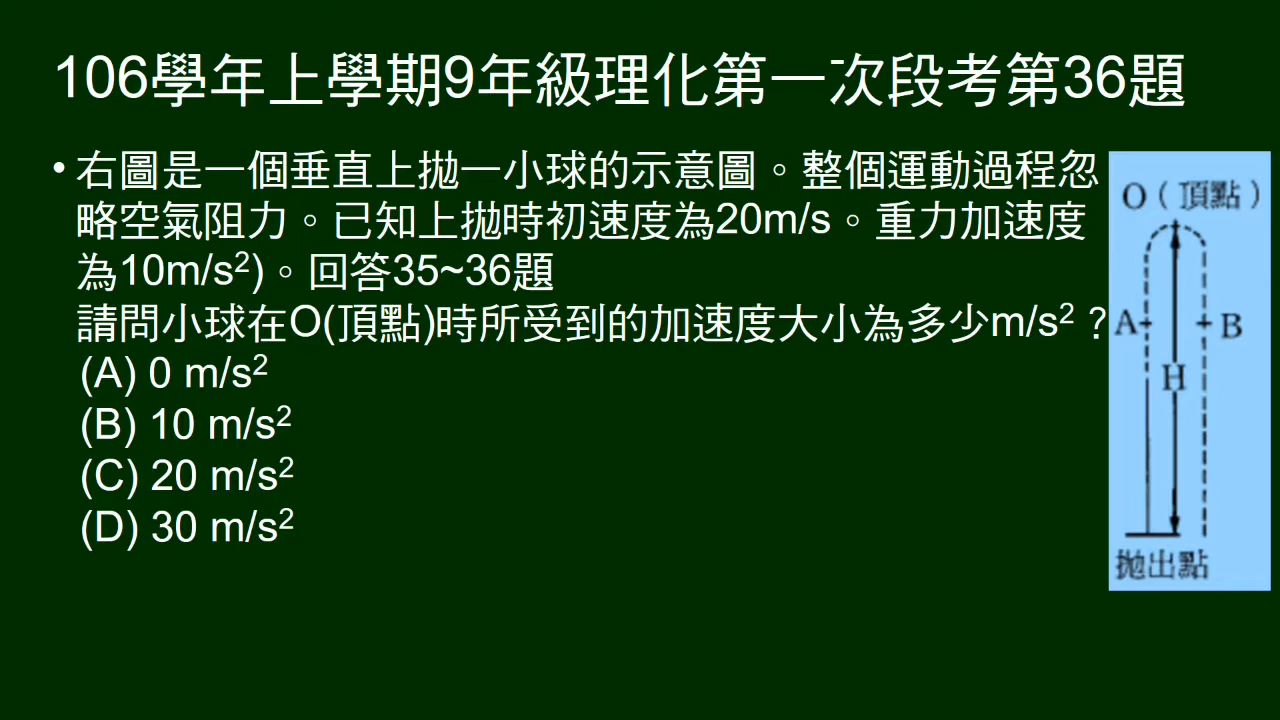 106學年上學期9年級理化第一次段考第36題
• 右圖是一個垂直上拋一小球的示意圖。整個運動過程忽
略空氣阻力。已知上拋時初速度為20m/s。重力加速度
為10m/s²)。回答35~36題
請問小球在O(頂點)時所受到的加速度大小為多少m/s²？
(A) 0 m/s²
(B) 10 m/s²
(C) 20 m/s²
(D) 30 m/s²
O（頂點）
A
B
H
拋出點